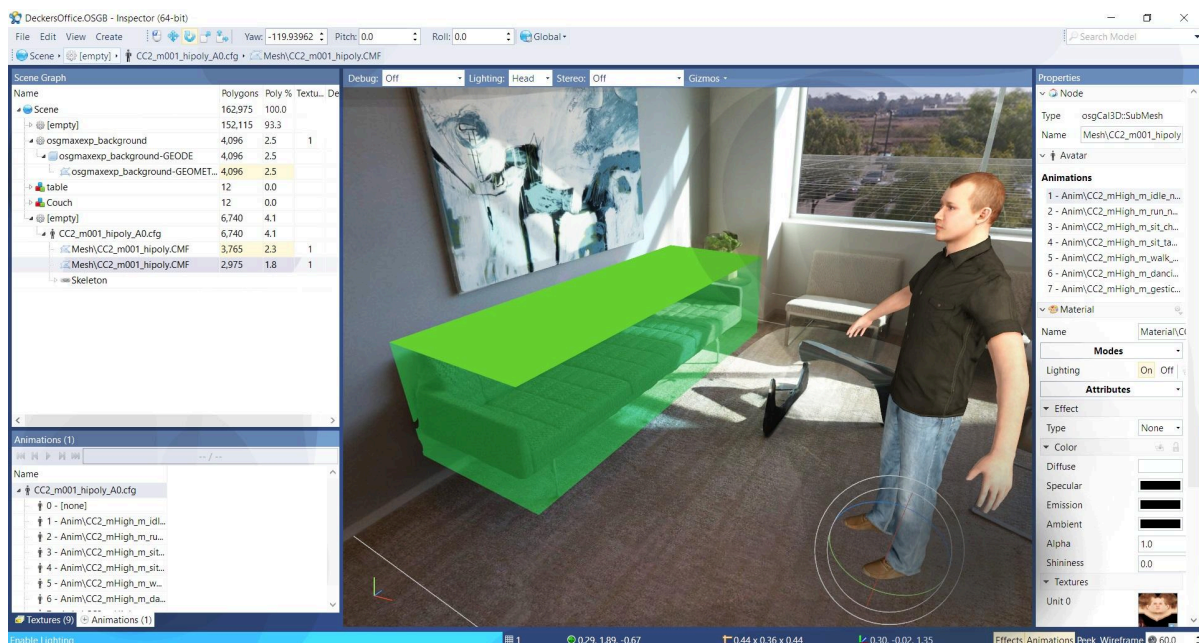 DeckersOffice.OSGB - Inspector (64-bit)
File Edit View Create Yaw: -119.93962 Pitch: 0.0 Roll: 0.0 Global Search Model
Scene [empty] CC2_m001_hipoly_A0.cfg Mesh\CC2_m001_hipoly.CMF
Scene Graph
Name Polygons Poly % Textu... De
Scene 162,975 100.0
[empty] 152,115 93.3
osgmaxexp_background 4,096 2.5 1
osgmaxexp_background-GEODE 4,096 2.5
osgmaxexp_background-GEOMET... 4,096 2.5
table 12 0.0
Couch 12 0.0
[empty] 6,740 4.1
CC2_m001_hipoly_A0.cfg 6,740 4.1
Mesh\CC2_m001_hipoly.CMF 3,765 2.3 1
Mesh\CC2_m001_hipoly.CMF 2,975 1.8 1
Skeleton
Animations (1)
-- / --
Name
CC2_m001_hipoly_A0.cfg
0 - [none]
1 - Anim\CC2_mHigh_m_idl...
2 - Anim\CC2_mHigh_m_ru...
3 - Anim\CC2_mHigh_m_sit...
4 - Anim\CC2_mHigh_m_sit...
5 - Anim\CC2_mHigh_m_w...
6 - Anim\CC2_mHigh_m_da...
Textures (9) Animations (1)
Debug: Off Lighting: Head Stereo: Off Gizmos
Properties
Node
Type osgCal3D::SubMesh
Name Mesh\CC2_m001_hipoly
Avatar
Animations
1 - Anim\CC2_mHigh_m_idle_n...
2 - Anim\CC2_mHigh_m_run_n...
3 - Anim\CC2_mHigh_m_sit_ch...
4 - Anim\CC2_mHigh_m_sit_ta...
5 - Anim\CC2_mHigh_m_walk_...
6 - Anim\CC2_mHigh_m_danci...
7 - Anim\CC2_mHigh_m_gestic...
Material
Name Material\C
Modes
Lighting On Off
Attributes
Effect
Type None
Color
Diffuse
Specular
Emission
Ambient
Alpha 1.0
Shininess 0.0
Textures
Unit 0
Enable Lighting 1 0.29, 1.89, -0.67 0.44 x 0.36 x 0.44 0.30, -0.02, 1.35 Effects Animations Peek Wireframe 60.0